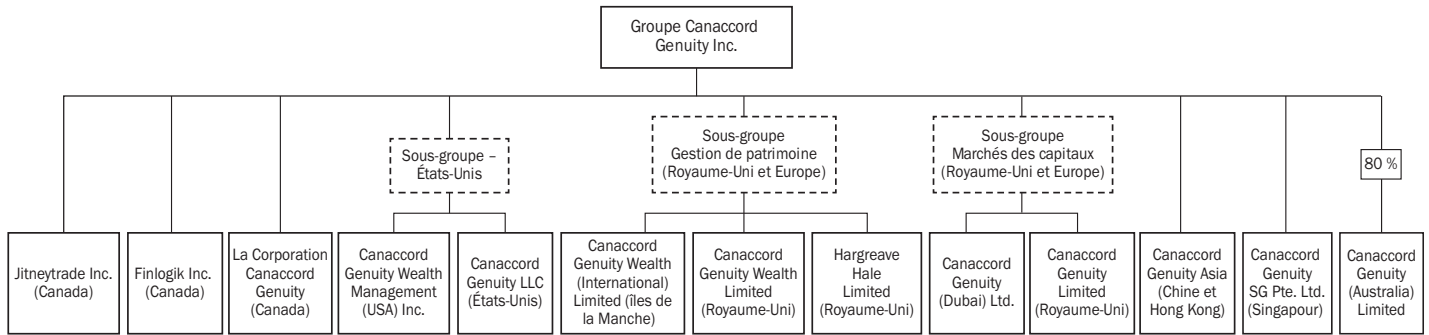 Groupe Canaccord
Genuity Inc.
Sous-groupe –
États-Unis
Sous-groupe
Gestion de patrimoine
(Royaume-Uni et Europe)
Sous-groupe
Marchés des capitaux
(Royaume-Uni et Europe)
80 %
Jitneytrade Inc.
(Canada)
Finlogik Inc.
(Canada)
La Corporation
Canaccord
Genuity
(Canada)
Canaccord
Genuity Wealth
Management
(USA) Inc.
Canaccord
Genuity LLC
(États-Unis)
Canaccord
Genuity Wealth
(International)
Limited (îles de
la Manche)
Canaccord
Genuity Wealth
Limited
(Royaume-Uni)
Hargreave
Hale
Limited
(Royaume-Uni)
Canaccord
Genuity
(Dubai) Ltd.
Canaccord
Genuity
Limited
(Royaume-Uni)
Canaccord
Genuity Asia
(Chine et
Hong Kong)
Canaccord
Genuity
SG Pte. Ltd.
(Singapour)
Canaccord
Genuity
(Australia)
Limited